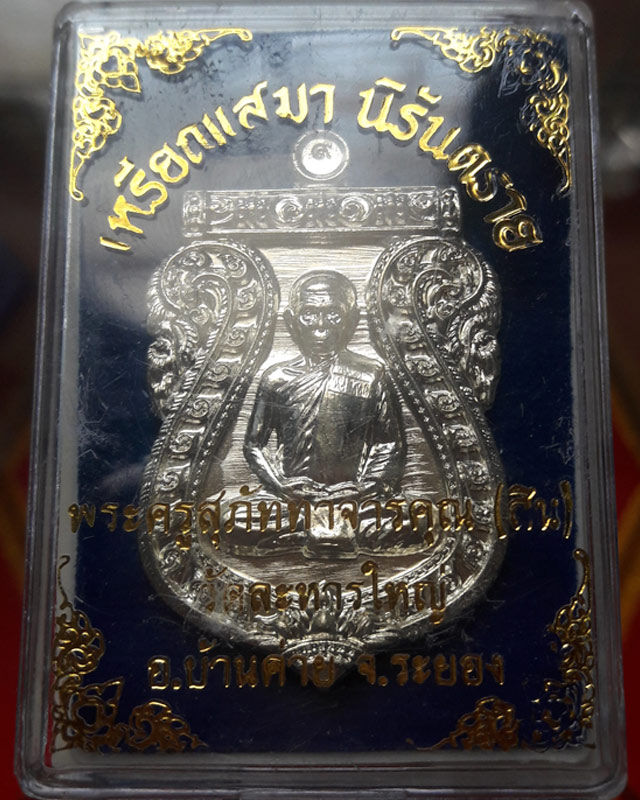 เหรียญแสมา นิรันตราย
พระครูสุภัททาจารคุณ (สิน)
วัดละหารใหญ่
อ.บ้านค่าย จ.ระยอง